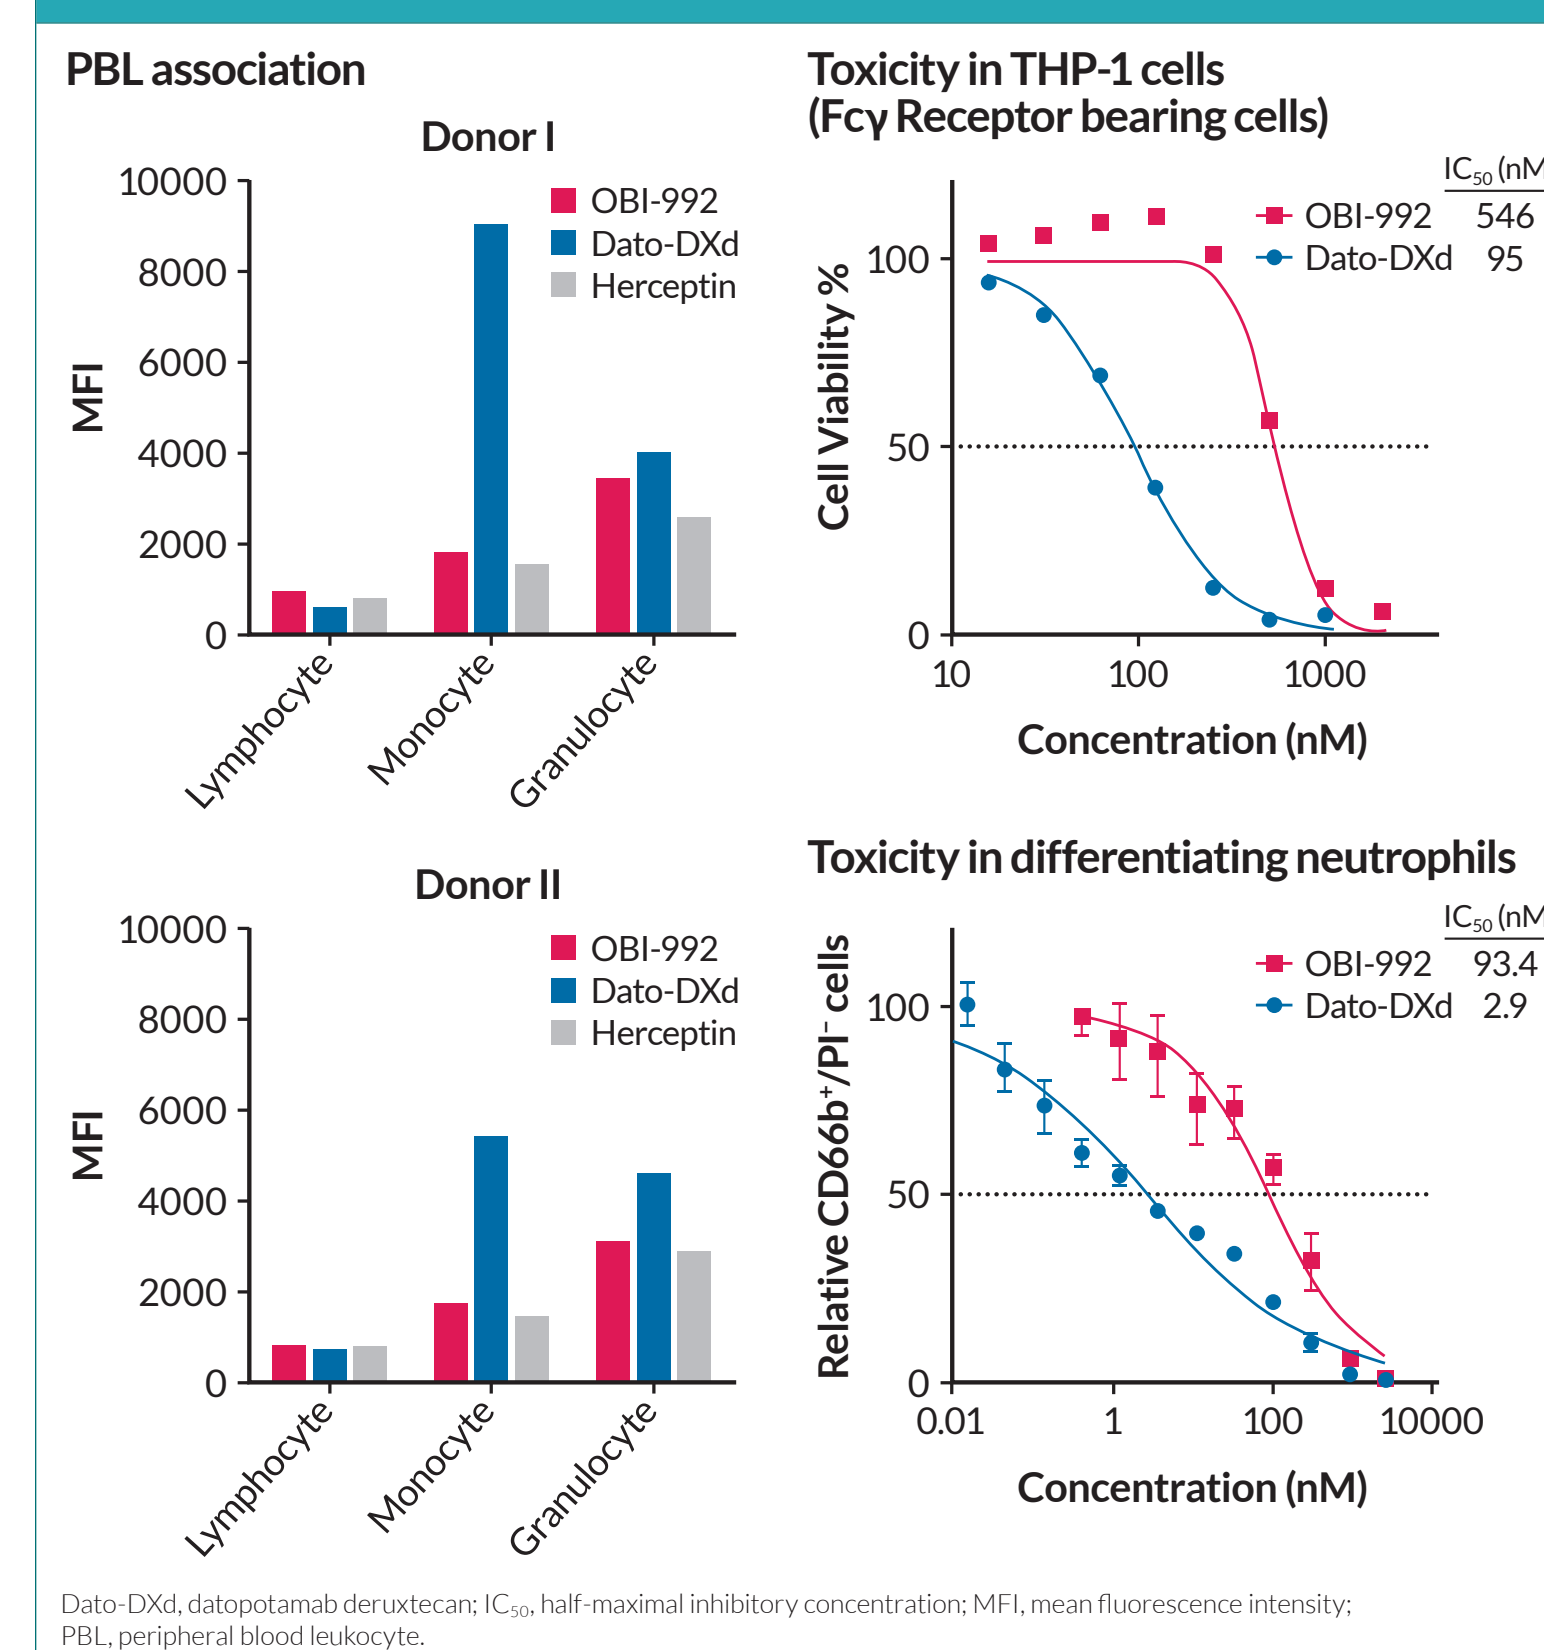 PBL association
Donor I
10000
8000
6000
4000
2000
0
MFI
OBI-992
Dato-DXd
Herceptin
Lymphocyte
Monocyte
Granulocyte
Toxicity in THP-1 cells
(Fcγ Receptor bearing cells)
IC50 (nM
OBI-992 546
Dato-DXd 95
100
50
0
Cell Viability %
10 100 1000
Concentration (nM)
Donor II
10000
8000
6000
4000
2000
0
MFI
OBI-992
Dato-DXd
Herceptin
Lymphocyte
Monocyte
Granulocyte
Toxicity in differentiating neutrophils
IC50 (nM
OBI-992 93.4
Dato-DXd 2.9
100
50
0
Relative CD66b+/PI− cells
0.01 1 100 10000
Concentration (nM)
Dato-DXd, datopotamab deruxtecan; IC50, half-maximal inhibitory concentration; MFI, mean fluorescence intensity;
PBL, peripheral blood leukocyte.